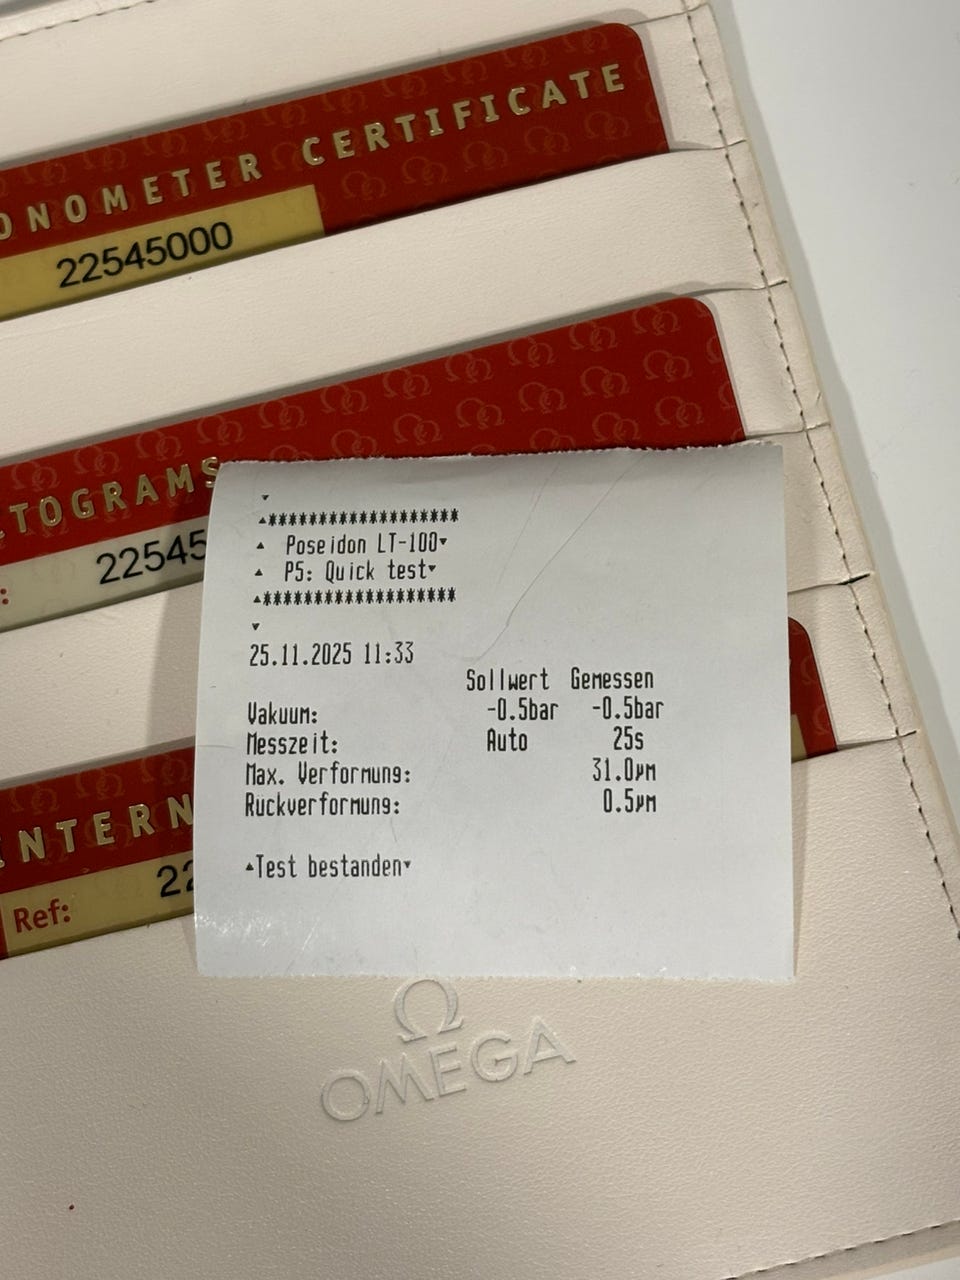 ONOMETER CERTIFICATE
22545000
TOGRAMS
22545
Poseidon LT-100
P5: Quick test
25.11.2025 11:33
Sollwert Gemessen
Vakuum: -0.5bar -0.5bar
Messzeit: Auto 25s
Max. Verformung: 31.0µm
Rückverformung: 0.5µm
Test bestanden
INTERN
22
Ref:
Ω
OMEGA